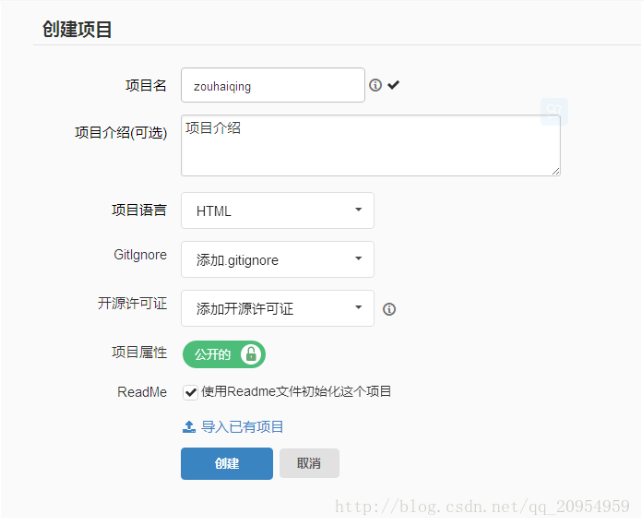 创建项目
项目名 zouhaiqing
项目介绍(可选) 项目介绍
项目语言 HTML
GitIgnore 添加.gitignore
开源许可证 添加开源许可证
项目属性 公开的
ReadMe 使用Readme文件初始化这个项目
导入已有项目
创建 取消
http://blog.csdn.net/qq_20954959